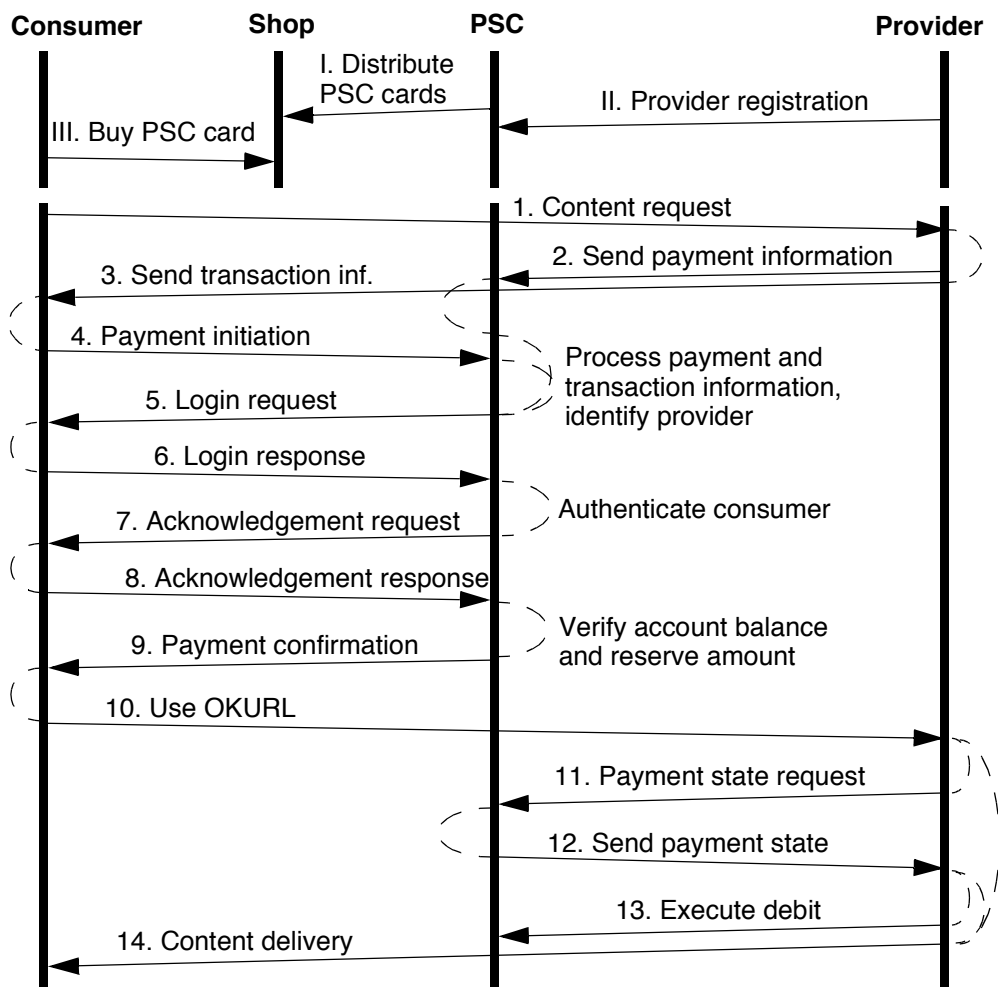 Consumer Shop PSC Provider
I. Distribute
PSC cards
II. Provider registration
III. Buy PSC card
1. Content request
2. Send payment information
3. Send transaction inf.
4. Payment initiation
Process payment and
transaction information,
identify provider
5. Login request
6. Login response
Authenticate consumer
7. Acknowledgement request
8. Acknowledgement response
Verify account balance
and reserve amount
9. Payment confirmation
10. Use OKURL
11. Payment state request
12. Send payment state
13. Execute debit
14. Content delivery